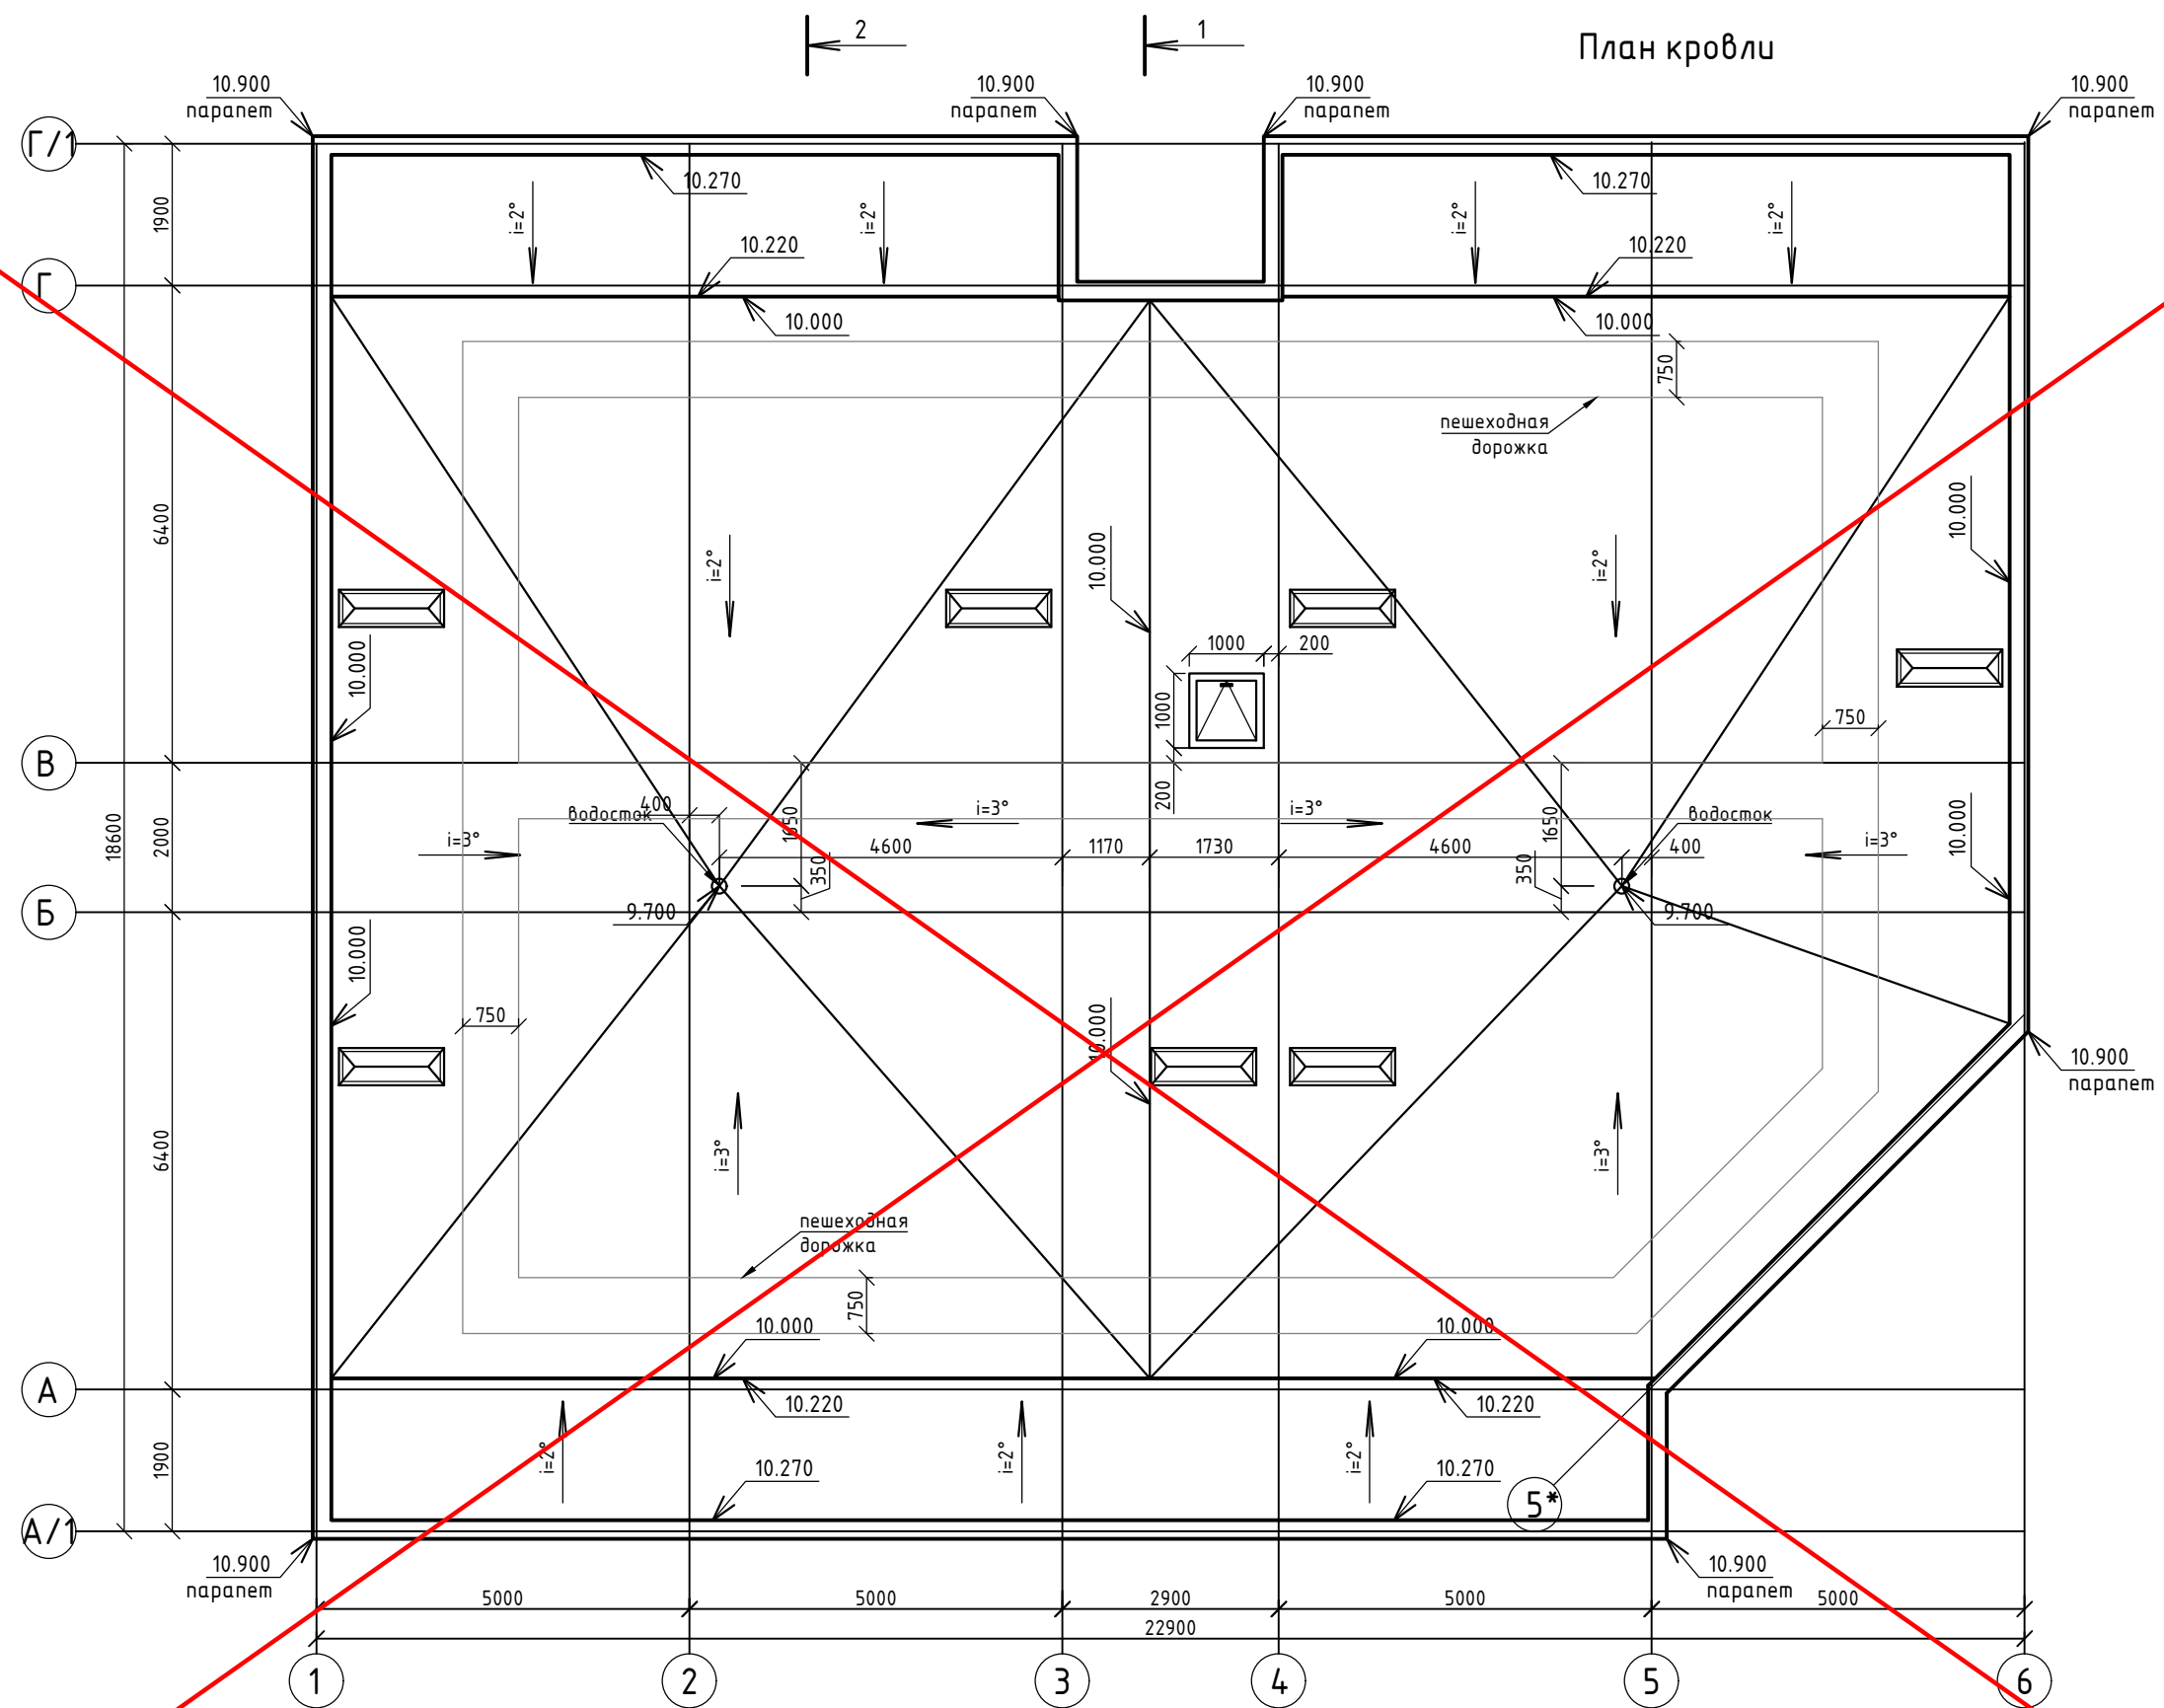 2
1
План кровли
10.900
парапет
10.900
парапет
10.900
парапет
10.900
парапет
Г/1
10.270
10.270
1900
i=2°
i=2°
i=2°
i=2°
10.220
10.220
Г
10.000
10.000
750
пешеходная
дорожка
6400
10.000
i=2°
10.000
i=2°
1000
200
10.000
1000
750
В
200
400
водосток
1650
i=3°
i=3°
1650
водосток
10.000
18600
2000
i=3°
4600
1170
1730
4600
400
i=3°
350
350
Б
9.700
9.700
10.000
750
10.000
10.900
парапет
6400
i=3°
i=3°
пешеходная
дорожка
750
10.000
10.000
А
10.220
10.220
1900
i=2°
i=2°
i=2°
10.270
10.270
5*
А/1
10.900
парапет
10.900
парапет
5000
5000
2900
5000
5000
22900
1
2
3
4
5
6